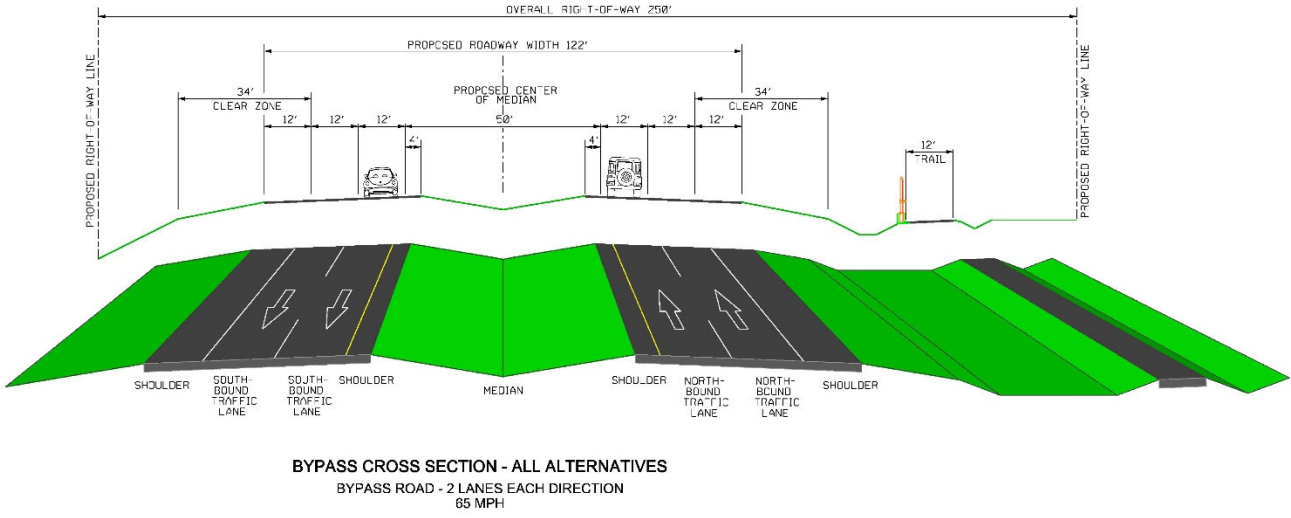 OVERALL RIGHT-OF-WAY 250'
PROPOSED ROADWAY WIDTH 122'
PROPOSED RIGHT-OF-WAY LINE
PROPOSED RIGHT-OF-WAY LINE
34'
CLEAR ZONE
PROPOSED CENTER
OF MEDIAN
34'
CLEAR ZONE
12' 12' 12' 50' 12' 12' 12'
4' 4'
12'
TRAIL
SHOULDER
SOUTH-
BOUND
TRAFFIC
LANE
SOUTH-
BOUND
TRAFFIC
LANE
SHOULDER
MEDIAN
SHOULDER
NORTH-
BOUND
TRAFFIC
LANE
NORTH-
BOUND
TRAFFIC
LANE
SHOULDER
BYPASS CROSS SECTION - ALL ALTERNATIVES
BYPASS ROAD - 2 LANES EACH DIRECTION
65 MPH